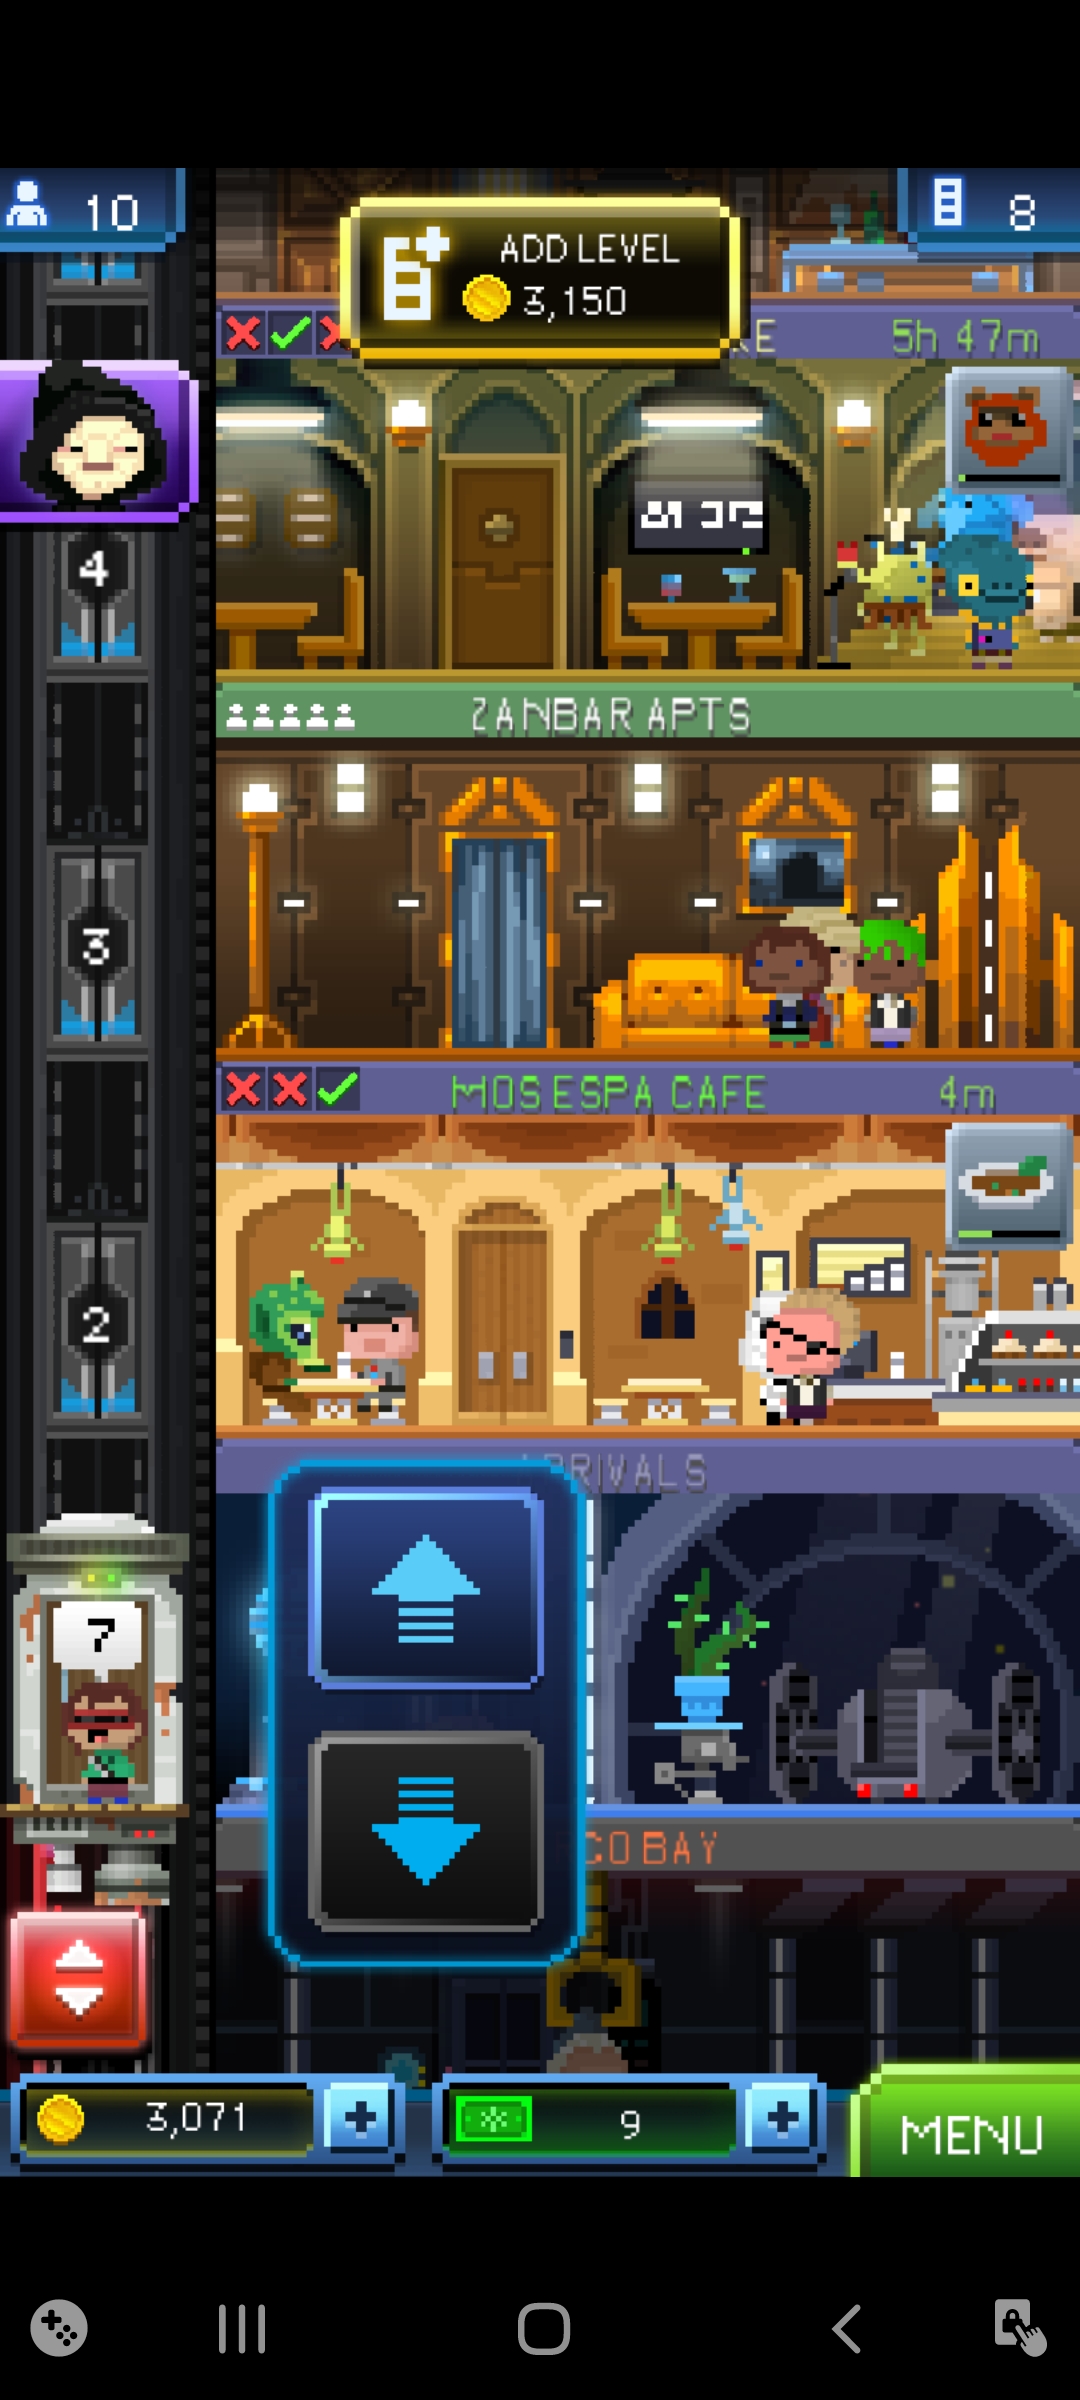 10
8
ADD LEVEL
3,150
KE
5h 47m
4
ZANBAR APTS
3
MOS ESPA CAFE
4m
2
RIVALS
7
CO BAY
3,071
9
MENU